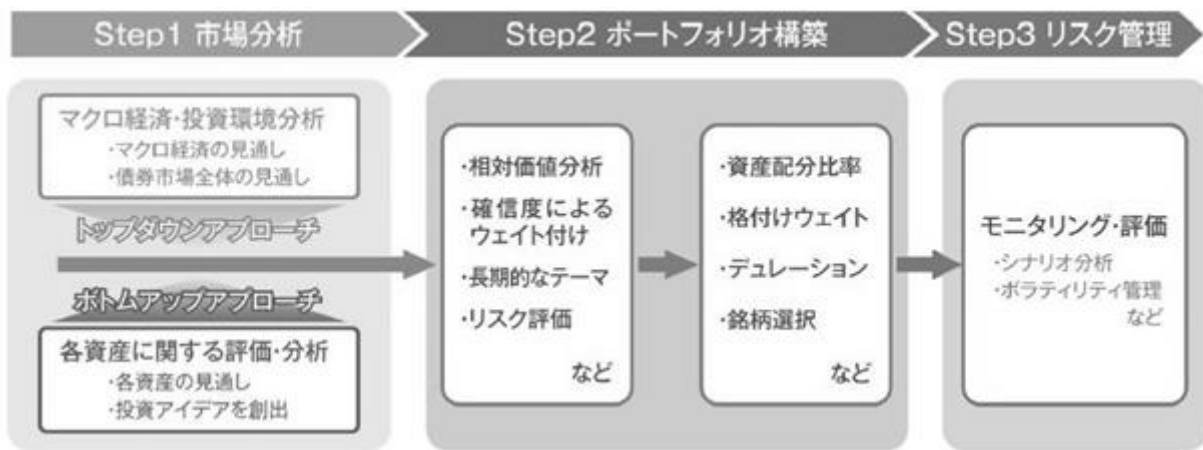 Step1 市場分析
Step2 ポートフォリオ構築
Step3 リスク管理
マクロ経済・投資環境分析
・マクロ経済の見通し
・債券市場全体の見通し
トップダウンアプローチ
ボトムアップアプローチ
各資産に関する評価・分析
・各資産の見通し
・投資アイデアを創出
・相対価値分析
・確信度による
ウェイト付け
・長期的なテーマ
・リスク評価
など
・資産配分比率
・格付けウェイト
・デュレーション
・銘柄選択
など
モニタリング・評価
・シナリオ分析
・ボラティリティ管理
など